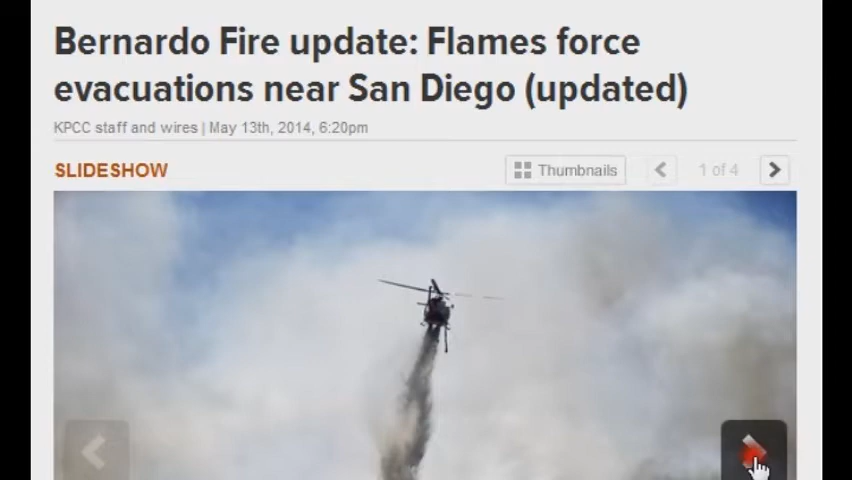 Bernardo Fire update: Flames force
evacuations near San Diego (updated)
KPCC staff and wires | May 13th, 2014, 6:20pm
SLIDESHOW
Thumbnails
1 of 4